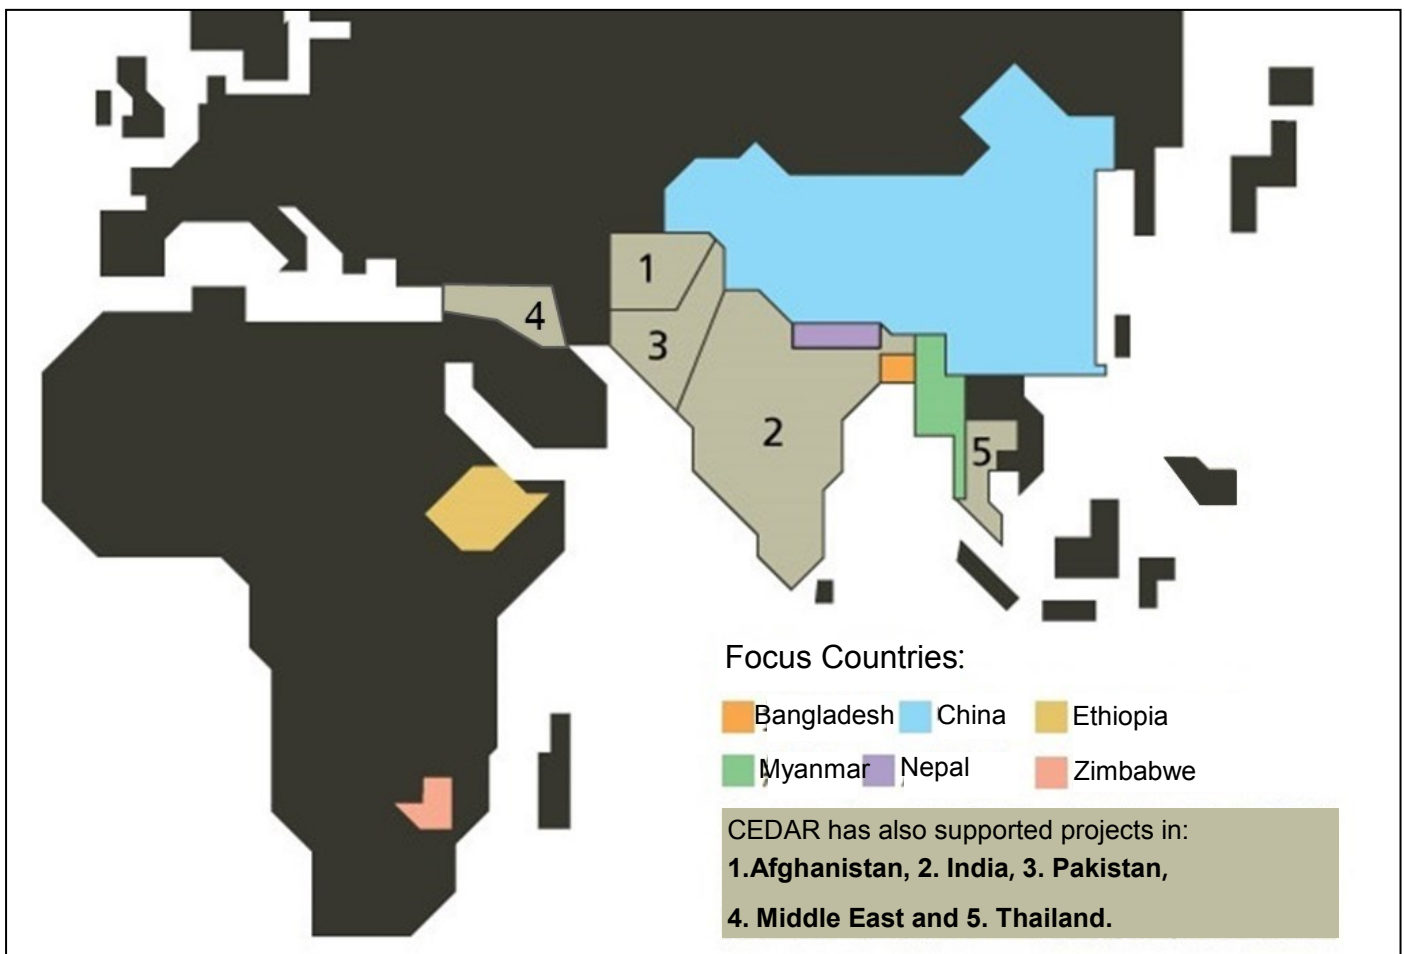 1
4
3
2
5
Focus Countries:
Bangladesh China Ethiopia
Myanmar Nepal Zimbabwe
CEDAR has also supported projects in:
1.Afghanistan, 2. India, 3. Pakistan,
4. Middle East and 5. Thailand.